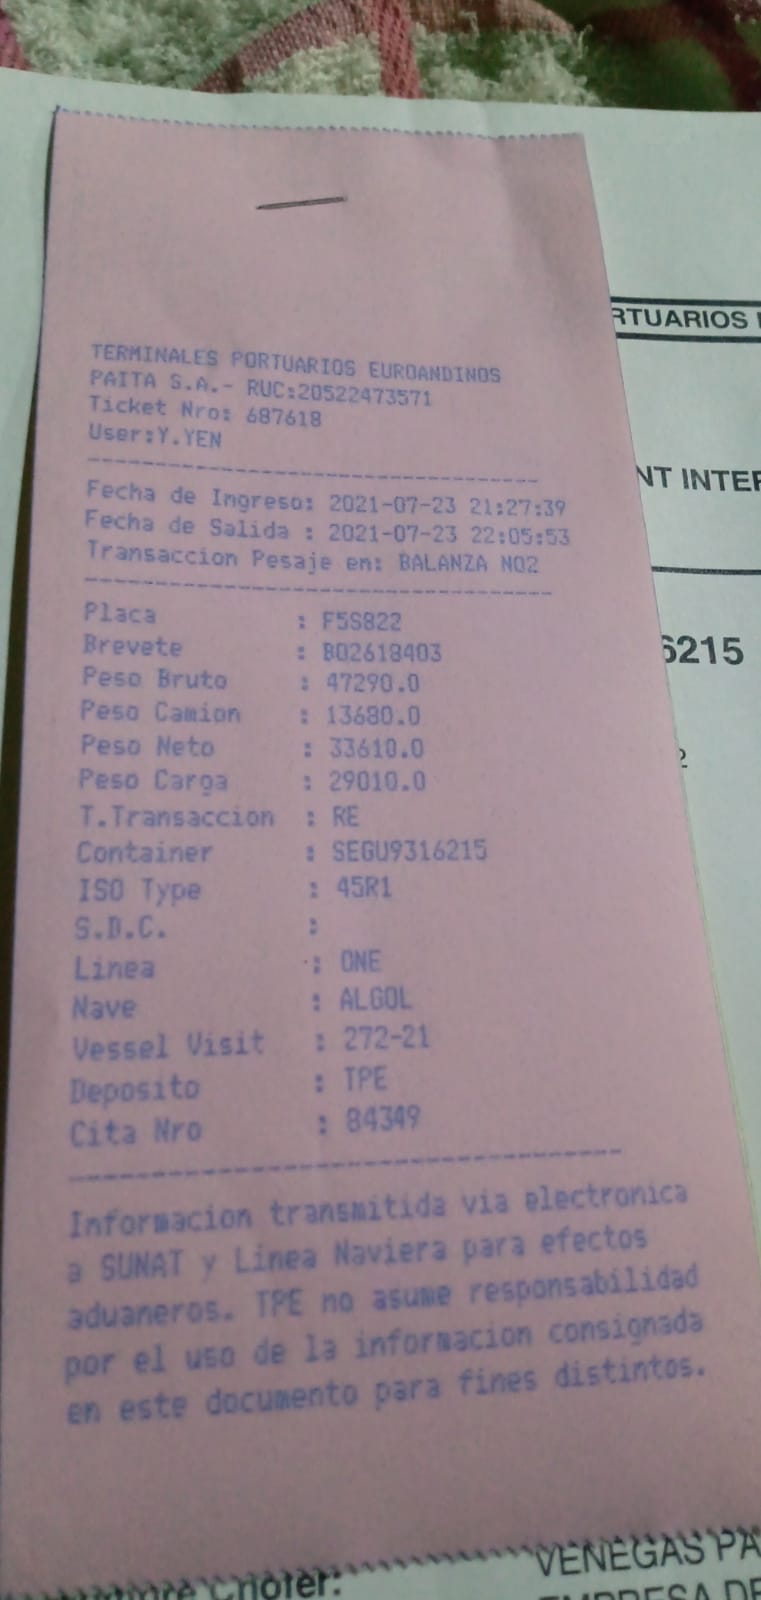 TERMINALES PORTUARIOS EUROANDINOS
PAITA S.A.- RUC:20522473571
Ticket Nro: 687618
User:Y.YEN
Fecha de Ingreso: 2021-07-23 21:27:39
Fecha de Salida : 2021-07-23 22:05:53
Transaccion Pesaje en: BALANZA NO2
Placa : F5S822
Brevete : B02618403
Peso Bruto : 47290.0
Peso Camion : 13680.0
Peso Neto : 33610.0
Peso Carga : 29010.0
T.Transaccion : RE
Container : SEGU9316215
ISO Type : 45R1
S.D.C. :
Linea : ONE
Nave : ALGOL
Vessel Visit : 272-21
Deposito : TPE
Cita Nro : 84349
Informacion transmitida via electronica
a SUNAT y Linea Naviera para efectos
aduaneros. TPE no asume responsabilidad
por el uso de la informacion consignada
en este documento para fines distintos.
RTUARIOS
NT INTER
6215
2
Chofer:
VENEGAS PA
EMPRESA DE